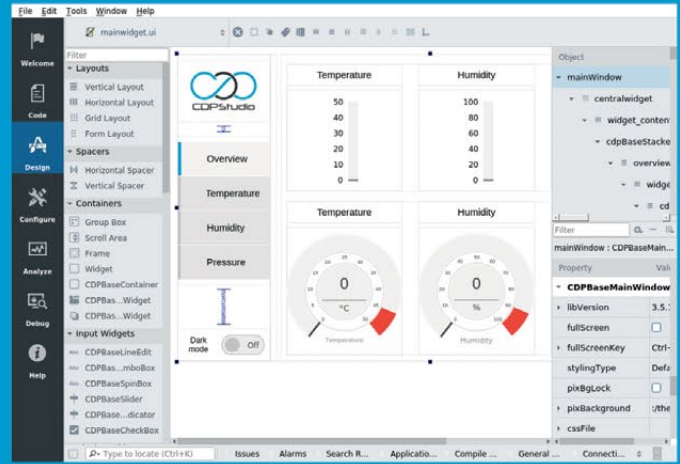 File Edit Tools Window Help
mainwidget.ui
Welcome
Code
Design
Configure
Analyze
Debug
Help
Filter
Layouts
Vertical Layout
Horizontal Layout
Grid Layout
Form Layout
Spacers
Horizontal Spacer
Vertical Spacer
Containers
Group Box
Scroll Area
Frame
Widget
CDPBaseContainer
CDPBas...Widget
CDPBas...Widget
Input Widgets
CDPBaseLineEdit
CDPBas...mboBox
CDPBaseSpinBox
CDPBaseSlider
CDPBase...dicator
CDPBaseCheckBox
CDPStudio
Overview
Temperature
Humidity
Pressure
Dark mode
Off
Temperature
50
40
30
20
10
0
Humidity
100
80
60
40
20
0
Temperature
0
°C
Temperature
Humidity
0
%
Humidity
Object
mainWindow
centralwidget
widget_conten
cdpBaseStacke
overview
widge
cd
Filter
mainWindow : CDPBaseMain...
Property Val
CDPBaseMainWindow
libVersion 3.5.
fullScreen
fullScreenKey Ctrl-
stylingType Defa
pixBgLock
pixBackground :/the
cssFile
Type to locate (Ctrl+K)
Issues Alarms Search R... Applicatio... Compile ... General ... Connecti...